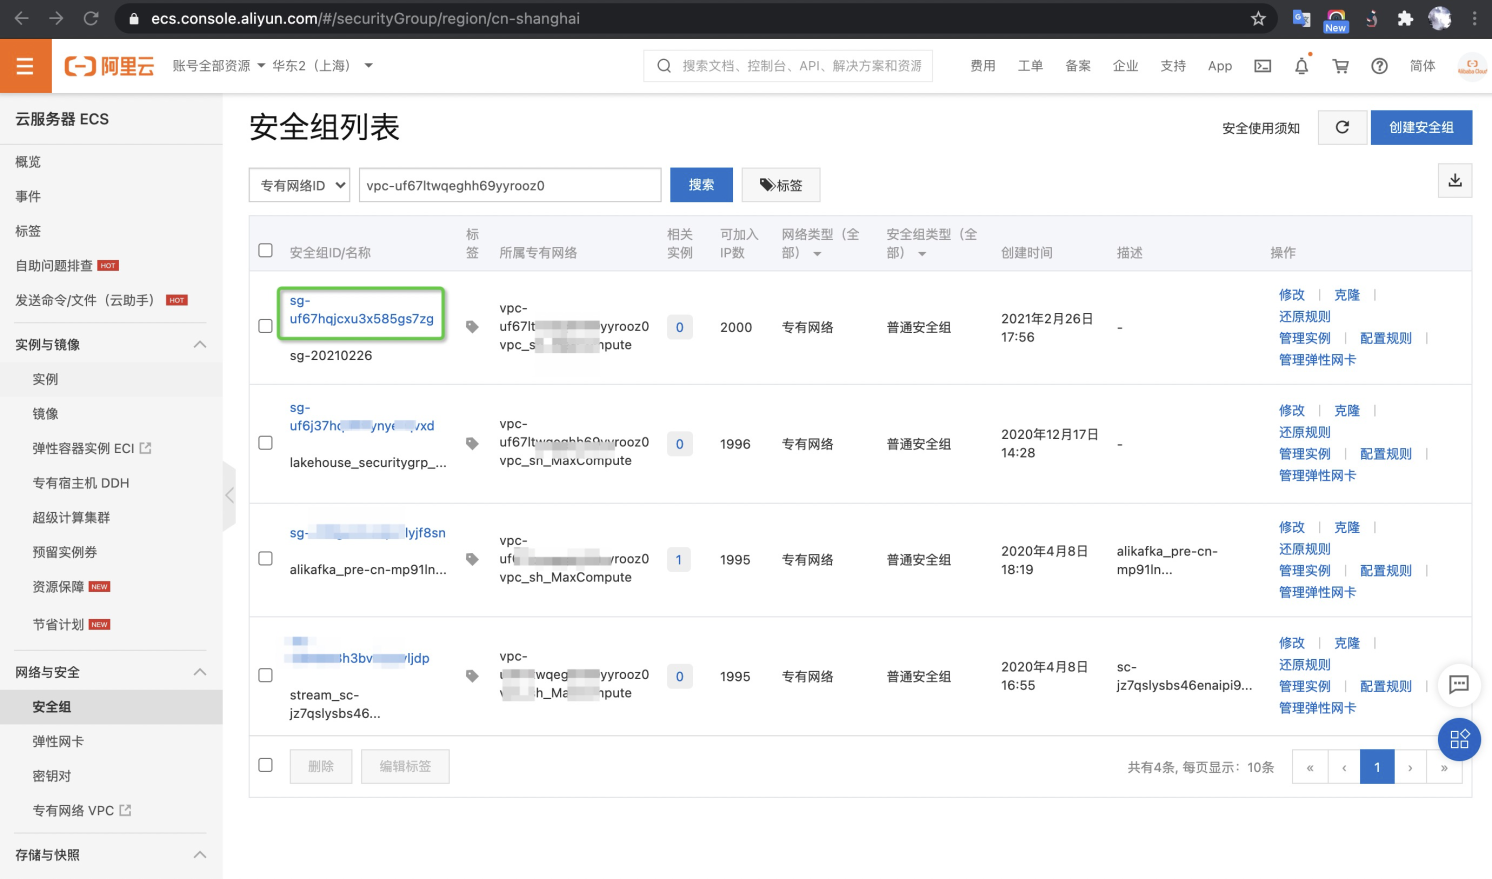 ecs.console.aliyun.com/#/securityGroup/region/cn-shanghai
New
阿里云
账号全部资源
华东2（上海）
搜索文档、控制台、API、解决方案和资源
费用
工单
备案
企业
支持
App
简体
云服务器 ECS
概览
事件
标签
自助问题排查 HOT
发送命令/文件（云助手） HOT
实例与镜像
实例
镜像
弹性容器实例 ECI
专有宿主机 DDH
超级计算集群
预留实例券
资源保障 NEW
节省计划 NEW
网络与安全
安全组
弹性网卡
密钥对
专有网络 VPC
存储与快照
安全组列表
安全使用须知
创建安全组
专有网络ID
vpc-uf67ltwqeghh69yyrooz0
搜索
标签
安全组ID/名称
标签
所属专有网络
相关实例
可加入IP数
网络类型（全部）
安全组类型（全部）
创建时间
描述
操作
sg-
uf67hqjcxu3x585gs7zg
sg-20210226
vpc-
uf67lt yyrooz0
vpc_s pute
0
2000
专有网络
普通安全组
2021年2月26日
17:56
-
修改 | 克隆 |
还原规则
管理实例 | 配置规则 |
管理弹性网卡
sg-
uf6j37h yny vxd
lakehouse_securitygrp_...
vpc-
uf67ltwqeghh69yyrooz0
vpc_sh_MaxCompute
0
1996
专有网络
普通安全组
2020年12月17日
14:28
-
修改 | 克隆 |
还原规则
管理实例 | 配置规则 |
管理弹性网卡
sg- lyjf8sn
alikafka_pre-cn-mp91ln...
vpc-
uf yrooz0
vpc_sh_MaxCompute
1
1995
专有网络
普通安全组
2020年4月8日
18:19
alikafka_pre-cn-
mp91ln...
修改 | 克隆 |
还原规则
管理实例 | 配置规则 |
管理弹性网卡
h3bv ljdp
stream_sc-
jz7qslysbs46...
vpc-
wqeg yyrooz0
h_Ma pute
0
1995
专有网络
普通安全组
2020年4月8日
16:55
sc-
jz7qslysbs46enaipi9...
修改 | 克隆 |
还原规则
管理实例 | 配置规则 |
管理弹性网卡
删除
编辑标签
共有4条, 每页显示：10条
« ‹ 1 › »